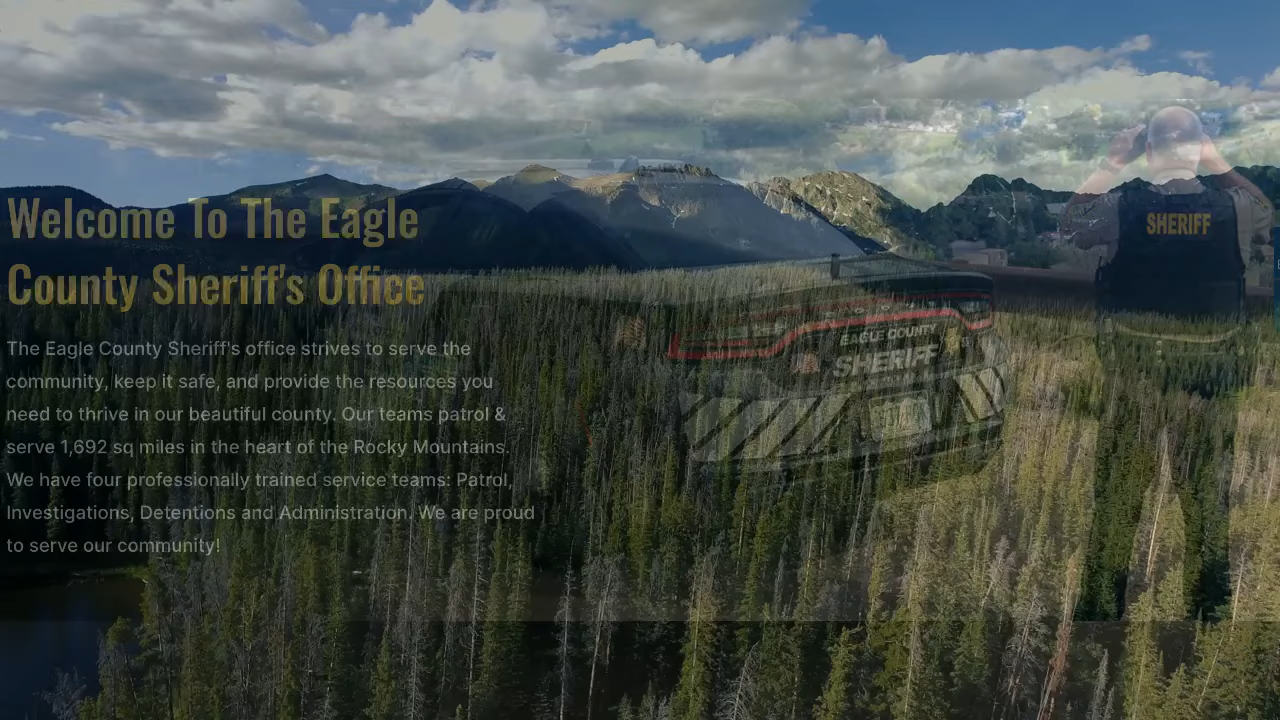 Welcome To The Eagle
County Sheriff's Office
The Eagle County Sheriff's office strives to serve the
community, keep it safe, and provide the resources you
need to thrive in our beautiful county. Our teams patrol &
serve 1,692 sq miles in the heart of the Rocky Mountains.
We have four professionally trained service teams: Patrol,
Investigations, Detentions and Administration. We are proud
to serve our community!
SHERIFF
EAGLE COUNTY
SHERIFF